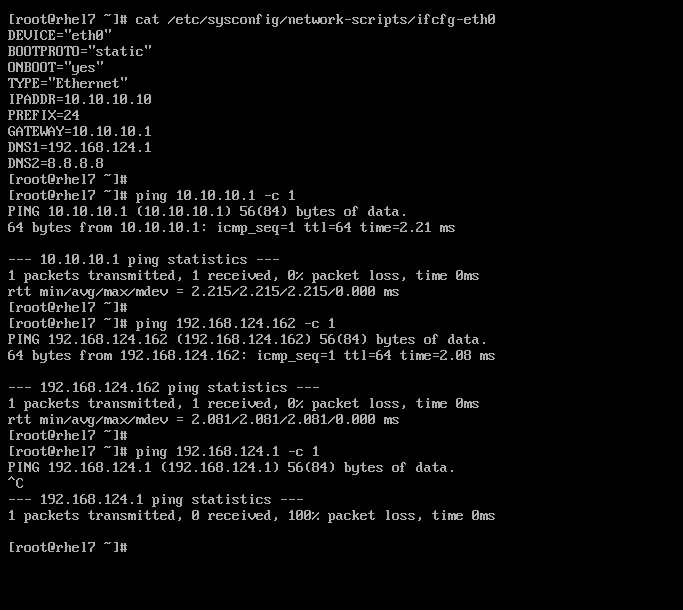 [root@rhel7 ~]# cat /etc/sysconfig/network-scripts/ifcfg-eth0
DEVICE="eth0"
BOOTPROTO="static"
ONBOOT="yes"
TYPE="Ethernet"
IPADDR=10.10.10.10
PREFIX=24
GATEWAY=10.10.10.1
DNS1=192.168.124.1
DNS2=8.8.8.8
[root@rhel7 ~]#
[root@rhel7 ~]# ping 10.10.10.1 -c 1
PING 10.10.10.1 (10.10.10.1) 56(84) bytes of data.
64 bytes from 10.10.10.1: icmp_seq=1 ttl=64 time=2.21 ms

--- 10.10.10.1 ping statistics ---
1 packets transmitted, 1 received, 0% packet loss, time 0ms
rtt min/avg/max/mdev = 2.215/2.215/2.215/0.000 ms
[root@rhel7 ~]#
[root@rhel7 ~]# ping 192.168.124.162 -c 1
PING 192.168.124.162 (192.168.124.162) 56(84) bytes of data.
64 bytes from 192.168.124.162: icmp_seq=1 ttl=64 time=2.08 ms

--- 192.168.124.162 ping statistics ---
1 packets transmitted, 1 received, 0% packet loss, time 0ms
rtt min/avg/max/mdev = 2.081/2.081/2.081/0.000 ms
[root@rhel7 ~]#
[root@rhel7 ~]# ping 192.168.124.1 -c 1
PING 192.168.124.1 (192.168.124.1) 56(84) bytes of data.
^C
--- 192.168.124.1 ping statistics ---
1 packets transmitted, 0 received, 100% packet loss, time 0ms

[root@rhel7 ~]#